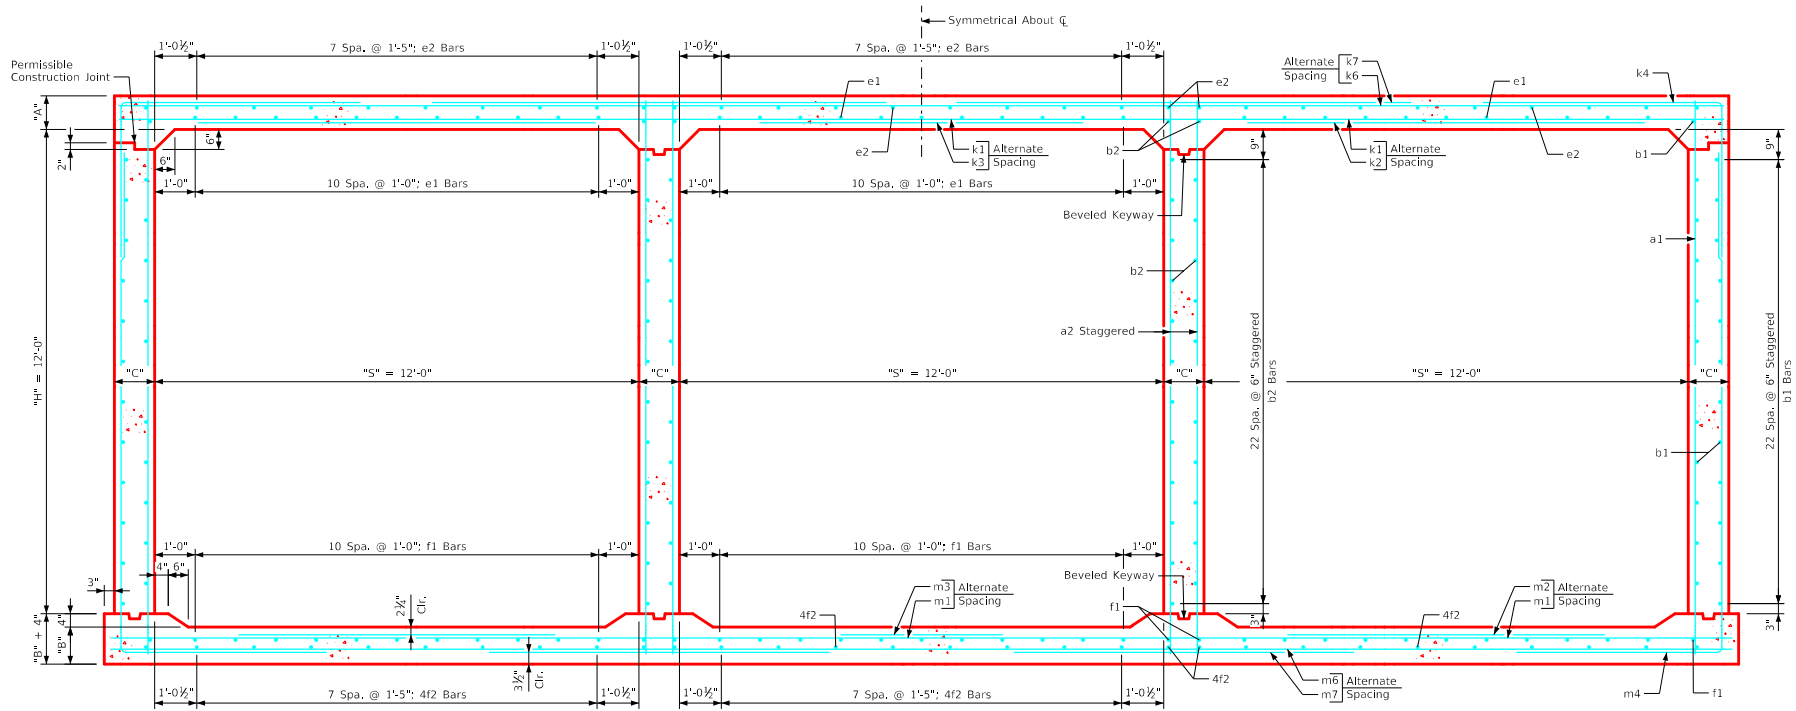 Symmetrical About ℄
1'-0½"
7 Spa. @ 1'-5"; e2 Bars
1'-0½"
1'-0½"
7 Spa. @ 1'-5"; e2 Bars
1'-0½"
Permissible
Construction Joint
Alternate
Spacing
k7
k6
k4
e1
e2
e1
"A"
2"
6"
6"
e2
k1
k3
Alternate
Spacing
b2
9"
k1
k2
Alternate
Spacing
e2
b1
9"
1'-0"
10 Spa. @ 1'-0"; e1 Bars
1'-0"
1'-0"
10 Spa. @ 1'-0"; e1 Bars
1'-0"
Beveled Keyway
a1
b2
a2 Staggered
"H" = 12'-0"
"C"
"S" = 12'-0"
"C"
"S" = 12'-0"
"C"
"S" = 12'-0"
"C"
22 Spa. @ 6" Staggered
b2 Bars
22 Spa. @ 6" Staggered
b1 Bars
b1
1'-0"
10 Spa. @ 1'-0"; f1 Bars
1'-0"
1'-0"
10 Spa. @ 1'-0"; f1 Bars
1'-0"
3"
4"
6"
2¼"
Clr.
m3
m1
Alternate
Spacing
Beveled Keyway
m2
m1
Alternate
Spacing
4f2
f1
4f2
"B" + 4"
"B"
4"
3"
3"
3½"
Clr.
4f2
m6
m7
Alternate
Spacing
m4
f1
1'-0½"
7 Spa. @ 1'-5"; 4f2 Bars
1'-0½"
1'-0½"
7 Spa. @ 1'-5"; 4f2 Bars
1'-0½"